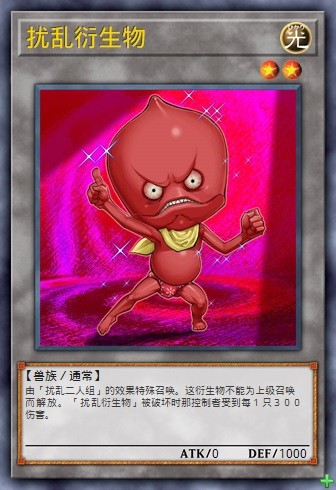 扰乱衍生物
光
【兽族／通常】
由「扰乱二人组」的效果特殊召唤。这衍生物不能为上级召唤
而解放。「扰乱衍生物」被破坏时那控制者受到每１只３００
伤害。
ATK/0 DEF/1000